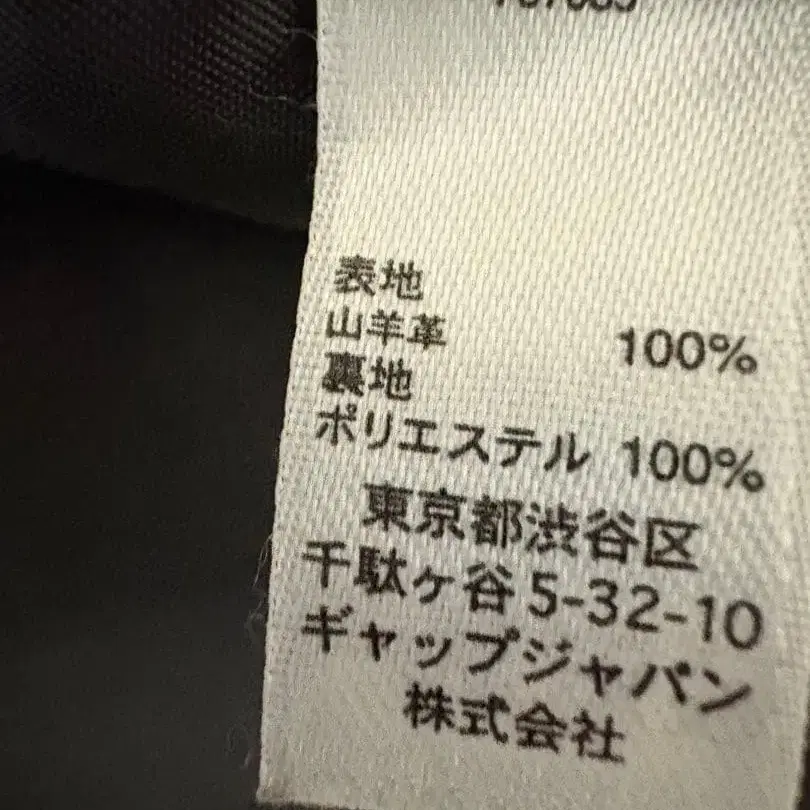 表地
山羊革 100%
裏地
ポリエステル 100%
東京都渋谷区
千駄ヶ谷5-32-10
ギャップジャパン
株式会社